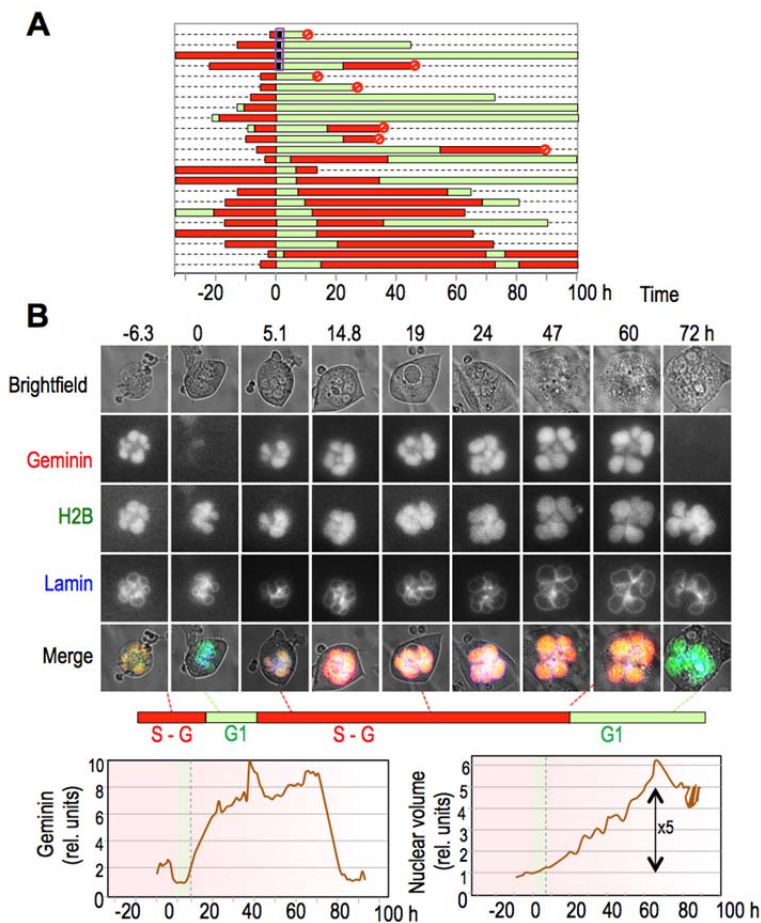 A
-20 0 20 40 60 80 100 h Time
B
-6.3 0 5.1 14.8 19 24 47 60 72 h
Brightfield
Geminin
H2B
Lamin
Merge
S - G G1 S - G G1
Geminin
(rel. units)
10
8
6
4
2
0
-20 0 20 40 60 80 100 h
Nuclear volume
(rel. units)
6
5
4
3
2
1
0
x5
-20 0 20 40 60 80 100 h